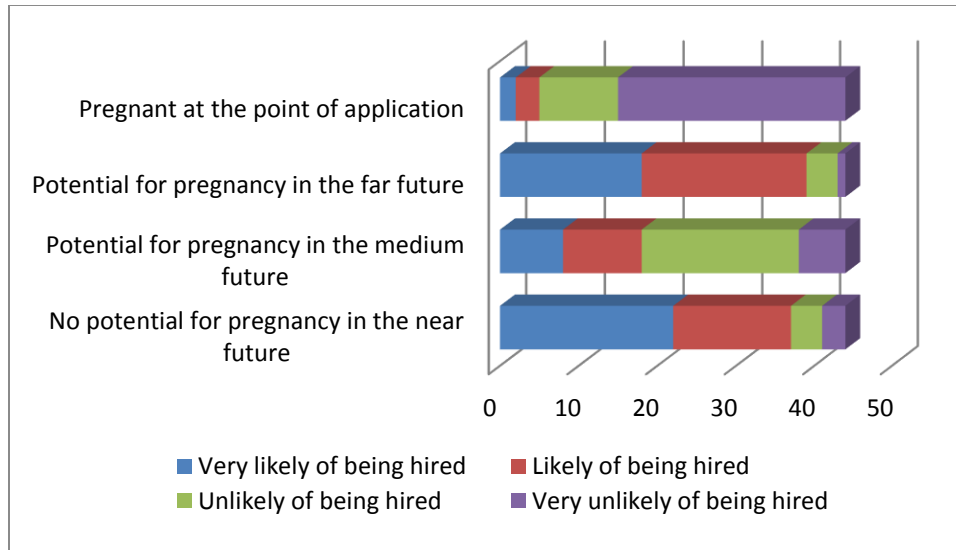 Pregnant at the point of application
Potential for pregnancy in the far future
Potential for pregnancy in the medium
future
No potential for pregnancy in the near
future
0 10 20 30 40 50
Very likely of being hired Likely of being hired
Unlikely of being hired Very unlikely of being hired